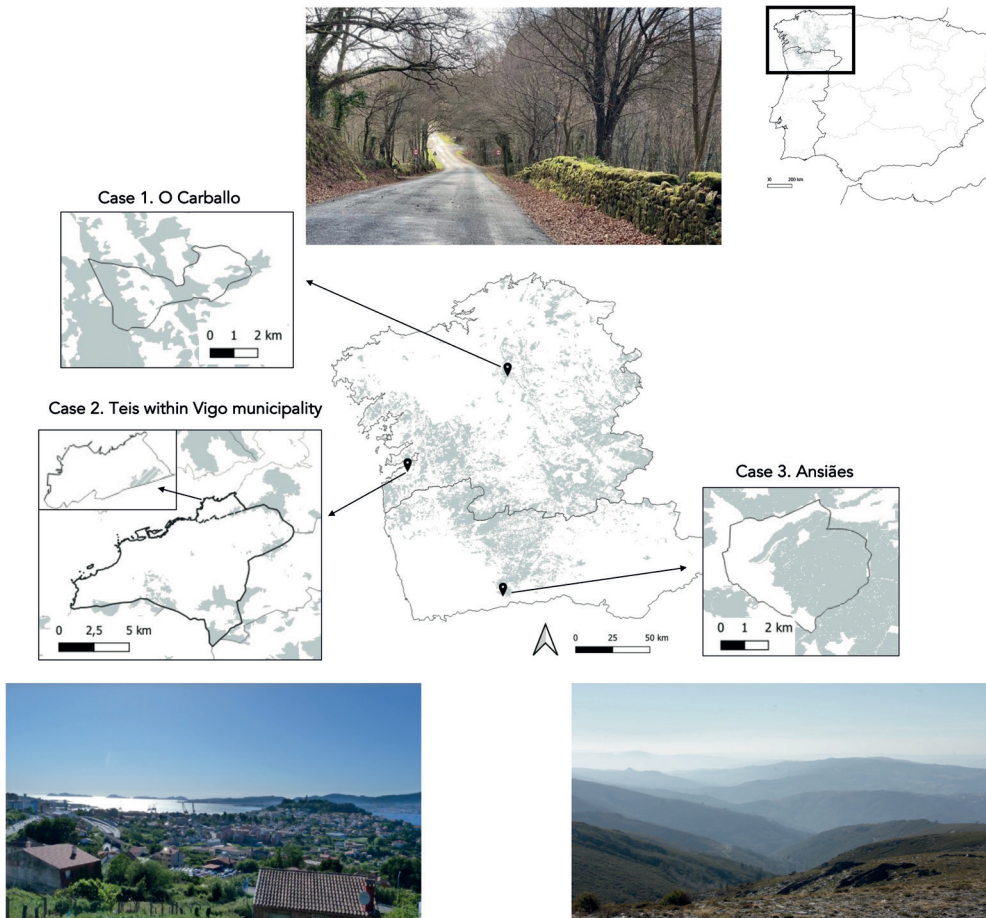 30 200 km
Case 1. O Carballo
0 1 2 km
Case 2. Teis within Vigo municipality
0 2,5 5 km
Case 3. Ansiães
0 1 2 km
0 25 50 km